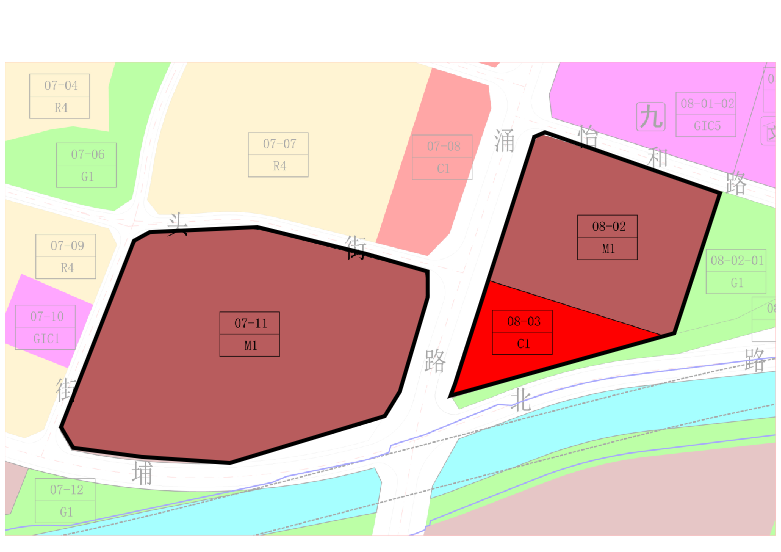 07-04
R4
07-06
G1
07-07
R4
07-08
C1
涌
怡
和
路
九
08-01-02
GIC5
头
街
07-09
R4
07-10
GIC1
街
07-11
M1
08-02
M1
08-02-01
G1
08-03
C1
路
北
路
埔
07-12
G1